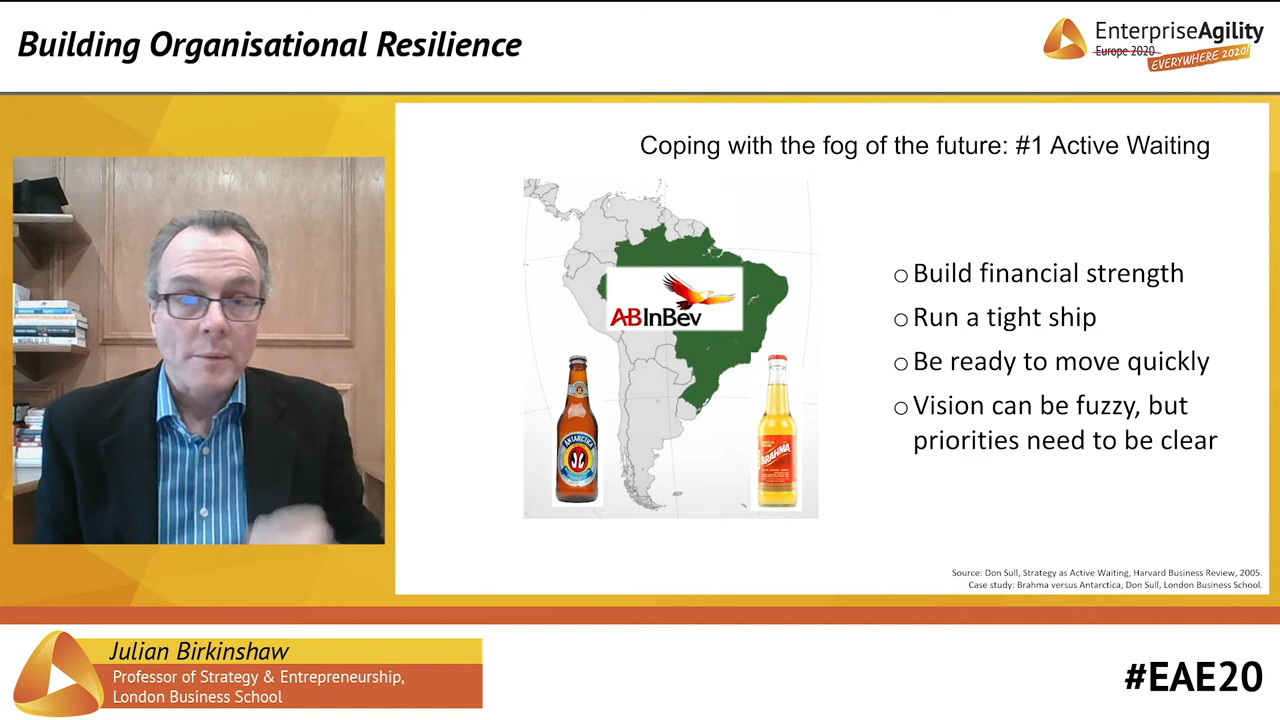 Building Organisational Resilience
EnterpriseAgility
Europe 2020
EVERYWHERE 2020!
Coping with the fog of the future: #1 Active Waiting
ABInBev
ANTARCTICA
BRAHMA
o Build financial strength
o Run a tight ship
o Be ready to move quickly
o Vision can be fuzzy, but
priorities need to be clear
Source: Don Sull, Strategy as Active Waiting, Harvard Business Review, 2005.
Case study: Brahma versus Antarctica, Don Sull, London Business School.
Julian Birkinshaw
Professor of Strategy & Entrepreneurship,
London Business School
#EAE20